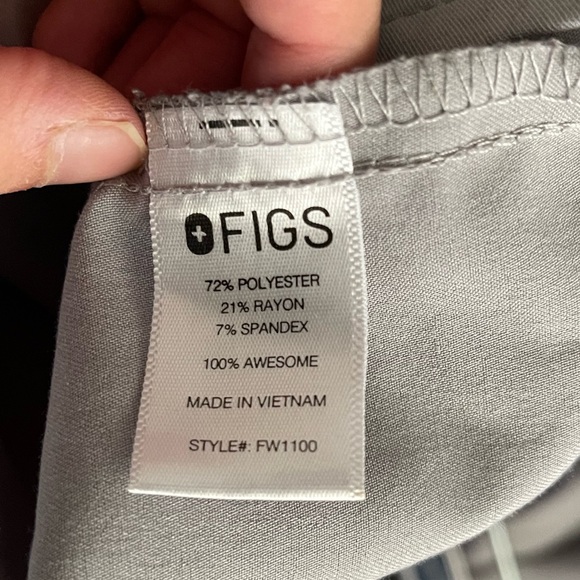 FIGS
72% POLYESTER
21% RAYON
7% SPANDEX
100% AWESOME
MADE IN VIETNAM
STYLE#: FW1100